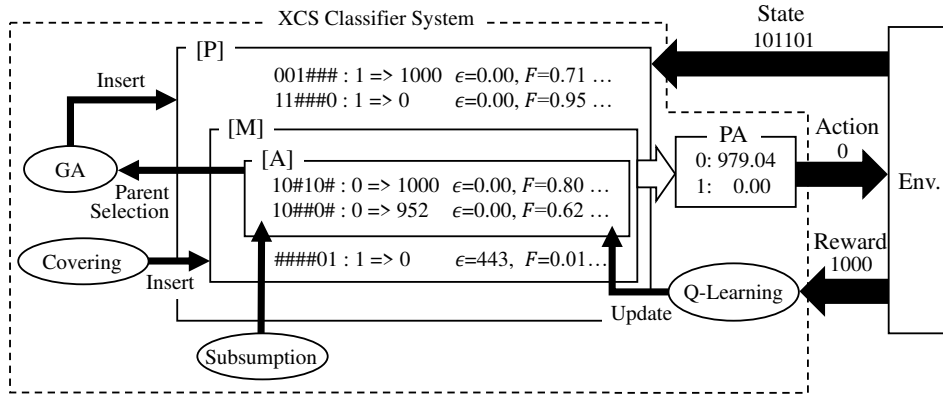 XCS Classifier System
State
101101
[P]
001### : 1 => 1000 ϵ=0.00, F=0.71 …
11###0 : 1 => 0 ϵ=0.00, F=0.95 …
Insert
[M]
PA
0: 979.04
1: 0.00
Action
0
Env.
[A]
GA
10#10# : 0 => 1000 ϵ=0.00, F=0.80 …
10##0# : 0 => 952 ϵ=0.00, F=0.62 …
Parent
Selection
####01 : 1 => 0 ϵ=443, F=0.01…
Covering
Insert
Reward
1000
Q-Learning
Update
Subsumption